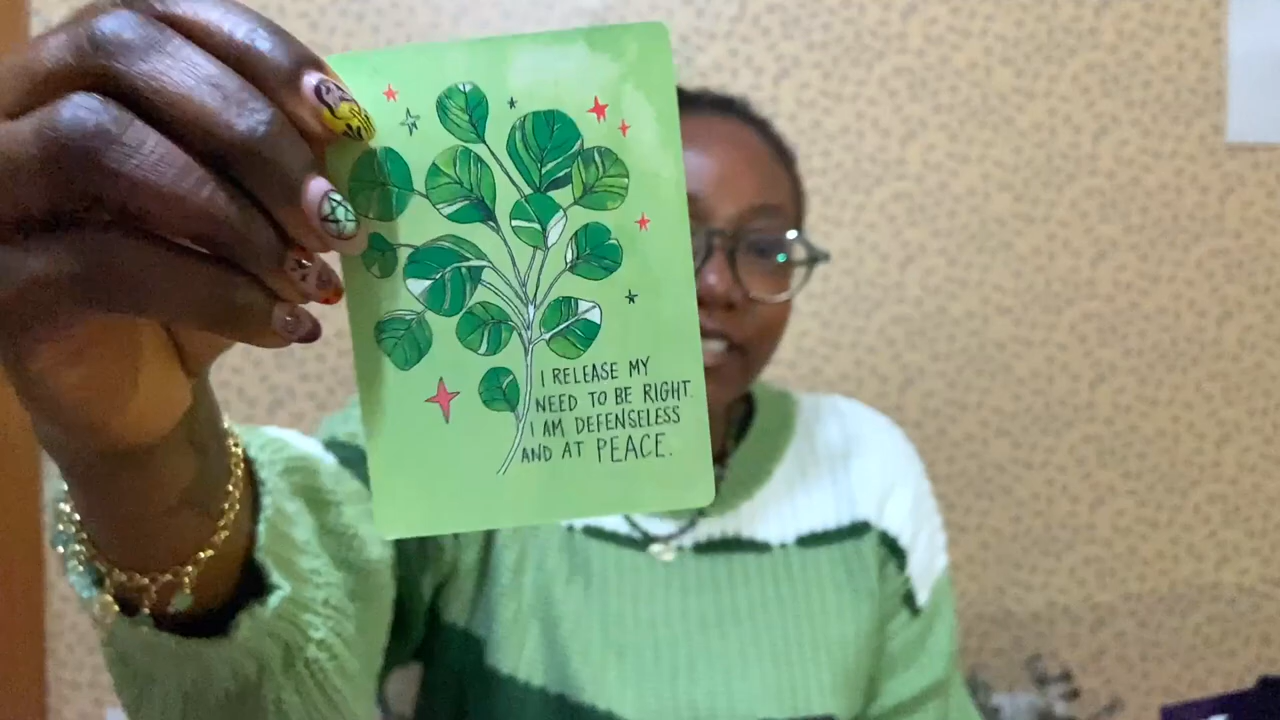 I RELEASE MY
NEED TO BE RIGHT.
I AM DEFENSELESS
AND AT PEACE.